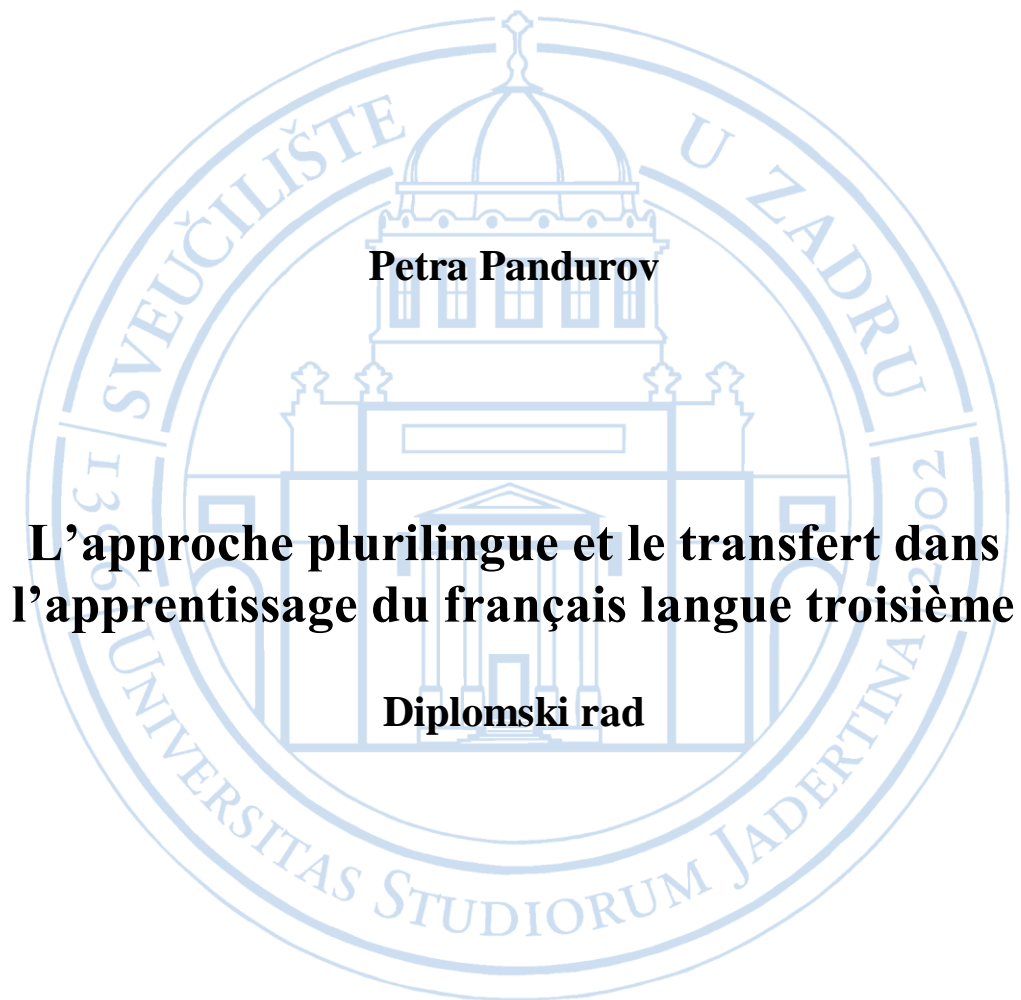 SVEUČILIŠTE U ZADRU
Petra Pandurov
L’approche plurilingue et le transfert dans
l’apprentissage du français langue troisième
Diplomski rad
1396 UNIVERSITAS STUDIORUM JADERTINA 2002